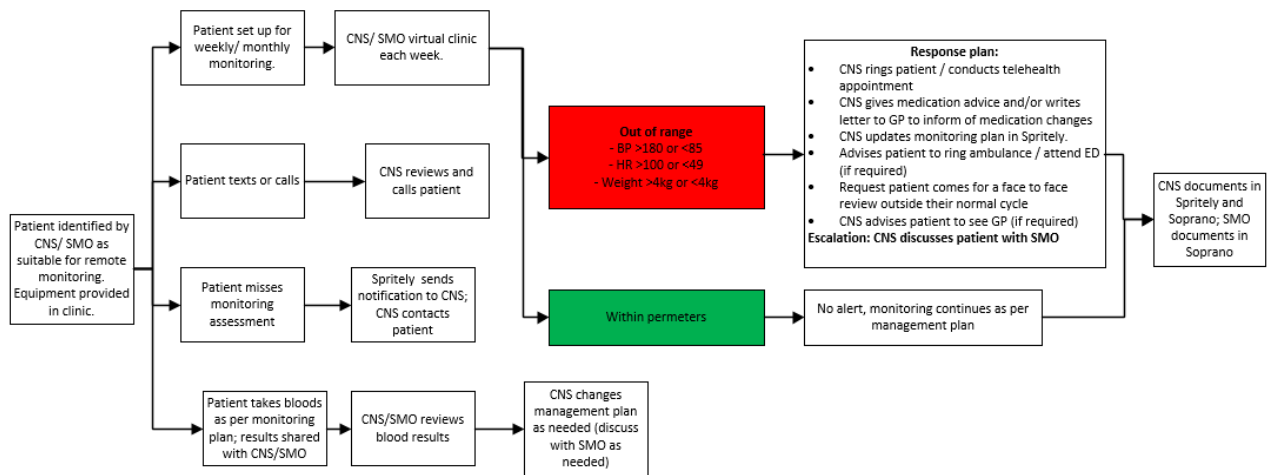 Patient identified by
CNS/ SMO as
suitable for remote
monitoring.
Equipment provided
in clinic.
Patient set up for
weekly/ monthly
monitoring.
CNS/ SMO virtual clinic
each week.
Patient texts or calls
CNS reviews and
calls patient
Patient misses
monitoring
assessment
Spritely sends
notification to CNS;
CNS contacts
patient
Patient takes bloods
as per monitoring
plan; results shared
with CNS/SMO
CNS/SMO reviews
blood results
CNS changes
management plan
as needed (discuss
with SMO as
needed)
Out of range
- BP >180 or <85
- HR >100 or <49
- Weight >4kg or <4kg
Within permeters
Response plan:
• CNS rings patient / conducts telehealth
appointment
• CNS gives medication advice and/or writes
letter to GP to inform of medication changes
• CNS updates monitoring plan in Spritely.
• Advises patient to ring ambulance / attend ED
(if required)
• Request patient comes for a face to face
review outside their normal cycle
• CNS advises patient to see GP (if required)
Escalation: CNS discusses patient with SMO
No alert, monitoring continues as per
management plan
CNS documents in
Spritely and
Soprano; SMO
documents in
Soprano